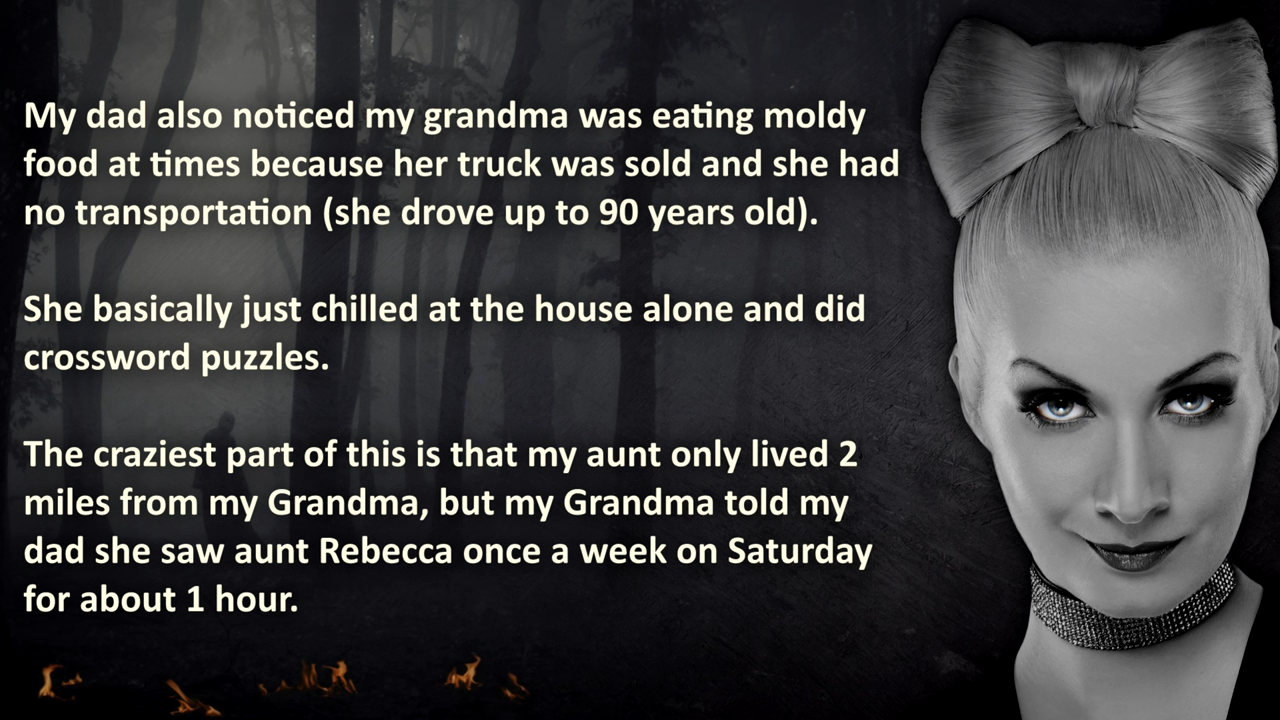 My dad also noticed my grandma was eating moldy
food at times because her truck was sold and she had
no transportation (she drove up to 90 years old).
She basically just chilled at the house alone and did
crossword puzzles.
The craziest part of this is that my aunt only lived 2
miles from my Grandma, but my Grandma told my
dad she saw aunt Rebecca once a week on Saturday
for about 1 hour.